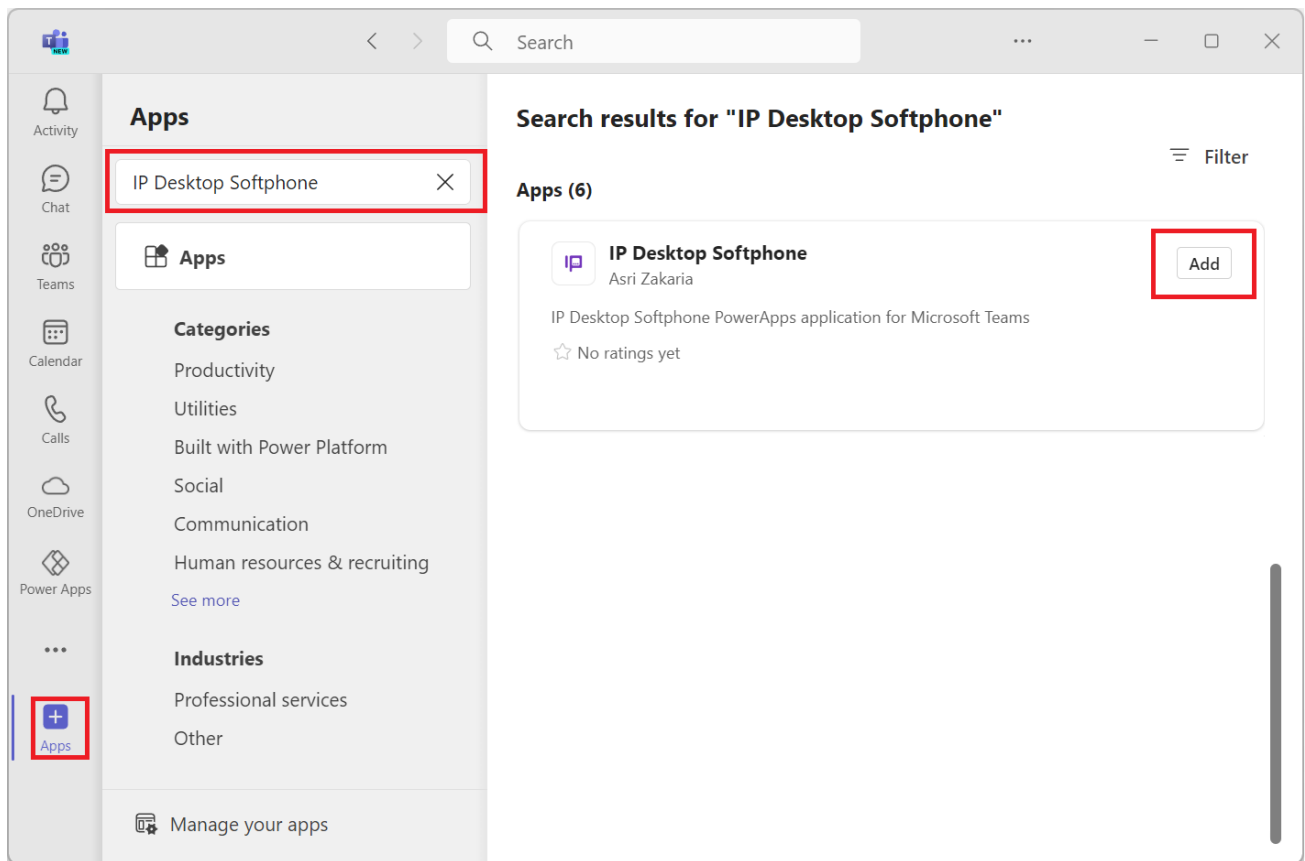 NEW
Search
Activity
Chat
Teams
Calendar
Calls
OneDrive
Power Apps
Apps
Apps
IP Desktop Softphone
Apps
Categories
Productivity
Utilities
Built with Power Platform
Social
Communication
Human resources & recruiting
See more
Industries
Professional services
Other
Manage your apps
Search results for "IP Desktop Softphone"
Filter
Apps (6)
IP Desktop Softphone
Add
Asri Zakaria
IP Desktop Softphone PowerApps application for Microsoft Teams
No ratings yet